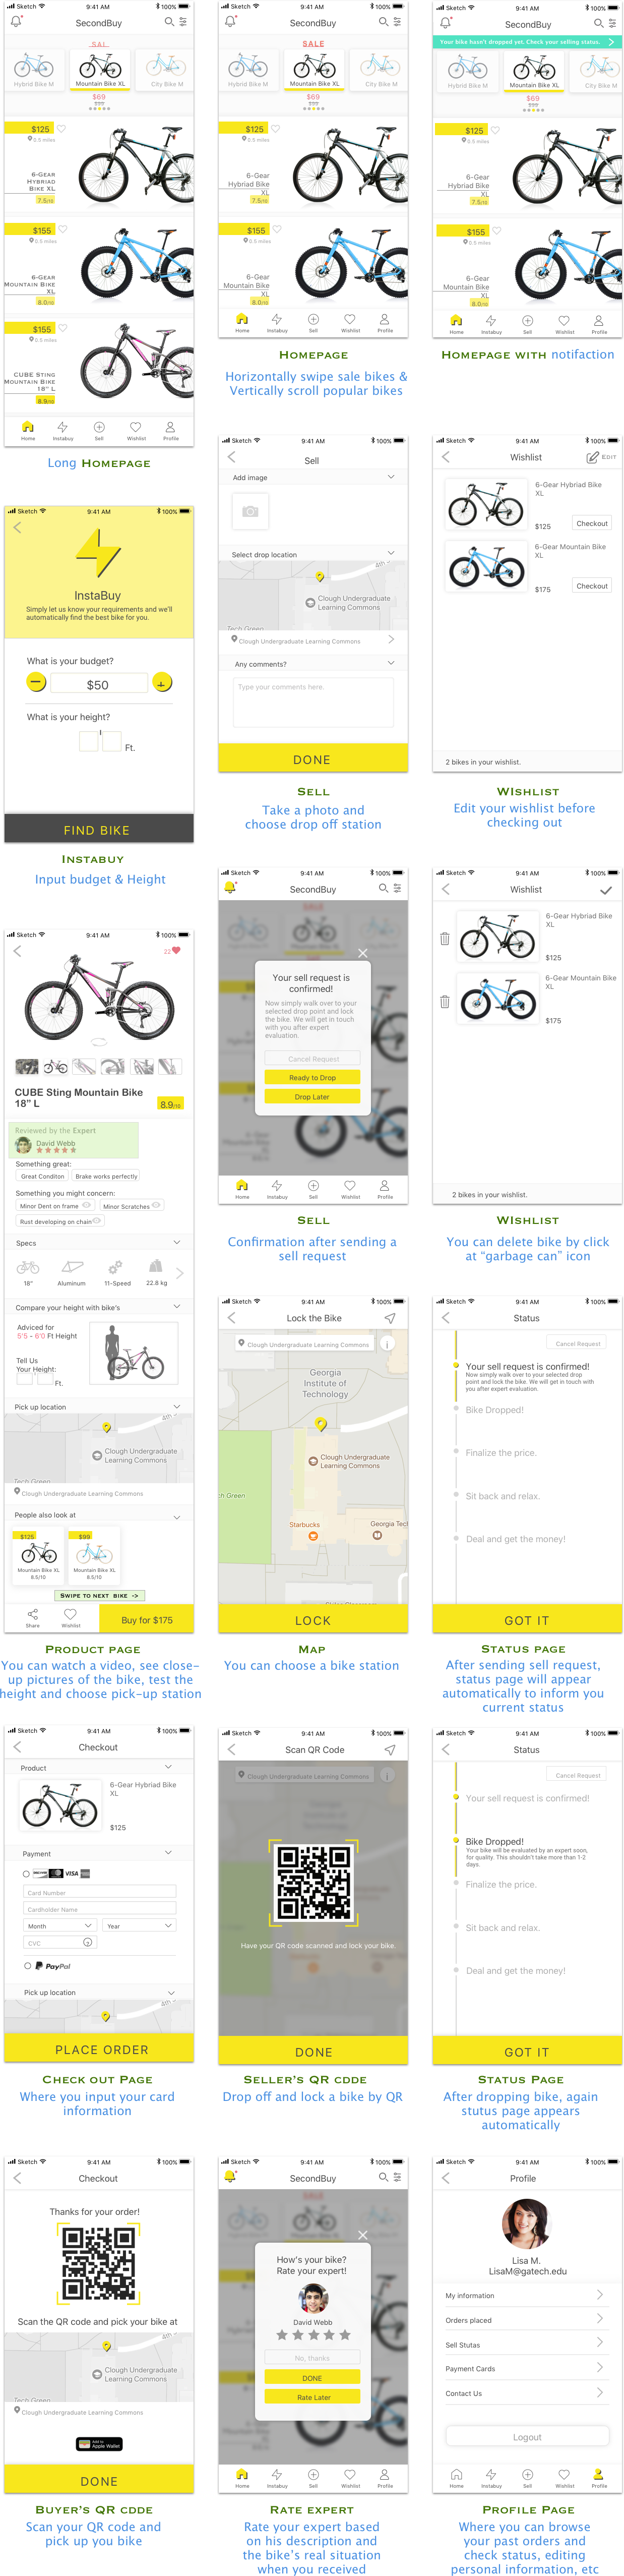 Sketch 9:41 AM 100%
SecondBuy
SAL
Hybrid Bike M
Mountain Bike XL
City Bike M
$69
$99
$125
0.5 miles
6-Gear
Hybriad
Bike XL
7.5/10
$155
0.5 miles
6-Gear
Mountain Bike
XL
8.0/10
$155
0.5 miles
CUBE Sting
Mountain Bike
18" L
8.9/10
Home
Instabuy
Sell
Wishlist
Profile
Long Homepage
Sketch 9:41 AM 100%
SecondBuy
SALE
Hybrid Bike M
Mountain Bike XL
City Bike M
$69
$99
$125
0.5 miles
6-Gear
Hybriad Bike
XL
7.5/10
$155
0.5 miles
6-Gear
Mountain Bike
XL
8.0/10
Home
Instabuy
Sell
Wishlist
Profile
Homepage
Horizontally swipe sale bikes &
Vertically scroll popular bikes
Sketch 9:41 AM 100%
SecondBuy
Your bike hasn't dropped yet. Check your selling status.
Hybrid Bike M
Mountain Bike XL
City Bike M
$69
$99
$125
0.5 miles
6-Gear
Hybriad Bike
XL
7.5/10
$155
0.5 miles
6-Gear
Mountain Bike
XL
8.0/10
Home
Instabuy
Sell
Wishlist
Profile
Homepage with notifaction
Sketch 9:41 AM 100%
InstaBuy
Simply let us know your requirements and we'll
automatically find the best bike for you.
What is your budget?
$50
What is your height?
Ft.
FIND BIKE
Instabuy
Input budget & Height
Sketch 9:41 AM 100%
Sell
Add image
Select drop location
4th
Clough Undergraduate
Learning Commons
Tech Green
Clough Undergraduate Learning Commons
Any comments?
Type your comments here.
DONE
Sell
Take a photo and
choose drop off station
Sketch 9:41 AM 100%
Wishlist
Edit
6-Gear Hybriad Bike
XL
$125
Checkout
6-Gear Mountain Bike
XL
$175
Checkout
2 bikes in your wishlist.
WIshlist
Edit your wishlist before
checking out
Sketch 9:41 AM 100%
22
CUBE Sting Mountain Bike
18" L
8.9/10
Reviewed by the Expert
David Webb
Something great:
Great Conditon
Brake works perfectly
Something you might concern:
Minor Dent on frame
Minor Scratches
Rust developing on chain
Specs
18"
Aluminum
11-Speed
22.8 kg
Compare your height with bike's
Adviced for
5'5 - 6'0 Ft Height
Tell Us
Your Height:
Ft.
Pick up location
4th
Clough Undergraduate
Learning Commons
Tech Green
Clough Undergraduate Learning Commons
People also look at
$125
Mountain Bike XL
8.5/10
$99
Mountain Bike XL
8.5/10
Swipe to next bike ->
Share
Wishlist
Buy for $175
Product page
You can watch a video, see close-
up pictures of the bike, test the
height and choose pick-up station
Sketch 9:41 AM 100%
SecondBuy
SALE
Your sell request is
confirmed!
Now simply walk over to your
selected drop point and lock
the bike. We will get in touch
with you after expert
evaluation.
Cancel Request
Ready to Drop
Drop Later
Home
Instabuy
Sell
Wishlist
Profile
Sell
Confirmation after sending a
sell request
Sketch 9:41 AM 100%
Wishlist
6-Gear Hybriad Bike
XL
$125
6-Gear Mountain Bike
XL
$175
2 bikes in your wishlist.
WIshlist
You can delete bike by click
at "garbage can" icon
Sketch 9:41 AM 100%
Lock the Bike
Clough Undergraduate Learning Commons
Georgia
Institute of
Technology
Clough Undergraduate
Learning Commons
ch Green
Starbucks
Georgia Tec
LOCK
Map
You can choose a bike station
Sketch 9:41 AM 100%
Status
Cancel Request
Your sell request is confirmed!
Now simply walk over to your selected drop
point and lock the bike. We will get in touch with
you after expert evaluation.
Bike Dropped!
Finalize the price.
Sit back and relax.
Deal and get the money!
GOT IT
Status page
After sending sell request,
status page will appear
automatically to inform you
current status
Sketch 9:41 AM 100%
Checkout
Product
6-Gear Hybriad Bike
XL
$125
Payment
VISA
Card Number
Cardholder Name
Month
Year
CVC
PayPal
Pick up location
4th
PLACE ORDER
Check out Page
Where you input your card
information
Sketch 9:41 AM 100%
Scan QR Code
Clough Undergraduate Learning Commons
Have your QR code scanned and lock your bike.
DONE
Seller's QR cdde
Drop off and lock a bike by QR
Sketch 9:41 AM 100%
Status
Cancel Request
Your sell request is confirmed!
Bike Dropped!
Your bike will be evaluated by an expert soon,
for quality. This shouldn't take more than 1-2
days.
Finalize the price.
Sit back and relax.
Deal and get the money!
GOT IT
Status Page
After dropping bike, again
stutus page appears
automatically
Sketch 9:41 AM 100%
Checkout
Thanks for your order!
Scan the QR code and pick your bike at
4th
Clough Undergraduate
Learning Commons
Tech Green
Clough Undergraduate Learning Commons
Add to
Apple Wallet
DONE
Buyer's QR cdde
Scan your QR code and
pick up you bike
Sketch 9:41 AM 100%
SecondBuy
SALE
How's your bike?
Rate your expert!
David Webb
No, thanks
DONE
Rate Later
Home
Instabuy
Sell
Wishlist
Profile
Rate expert
Rate your expert based
on his description and
the bike's real situation
when you received
Sketch 9:41 AM 100%
Profile
Lisa M.
LisaM@gatech.edu
My information
Orders placed
Sell Stutas
Payment Cards
Contact Us
Logout
Home
Instabuy
Sell
Wishlist
Profile
Profile Page
Where you can browse
your past orders and
check status, editing
personal information, etc